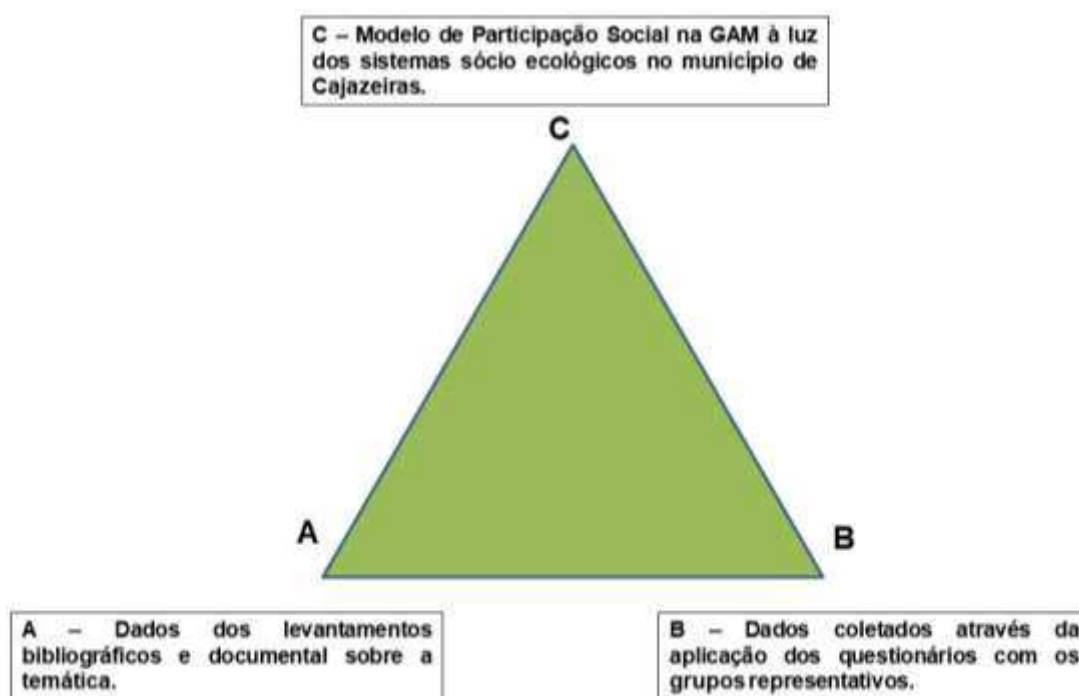 C – Modelo de Participação Social na GAM à luz
dos sistemas sócio ecológicos no município de
Cajazeiras.
C
A
B
A – Dados dos levantamentos
bibliográficos e documental sobre a
temática.
B – Dados coletados através da
aplicação dos questionários com os
grupos representativos.